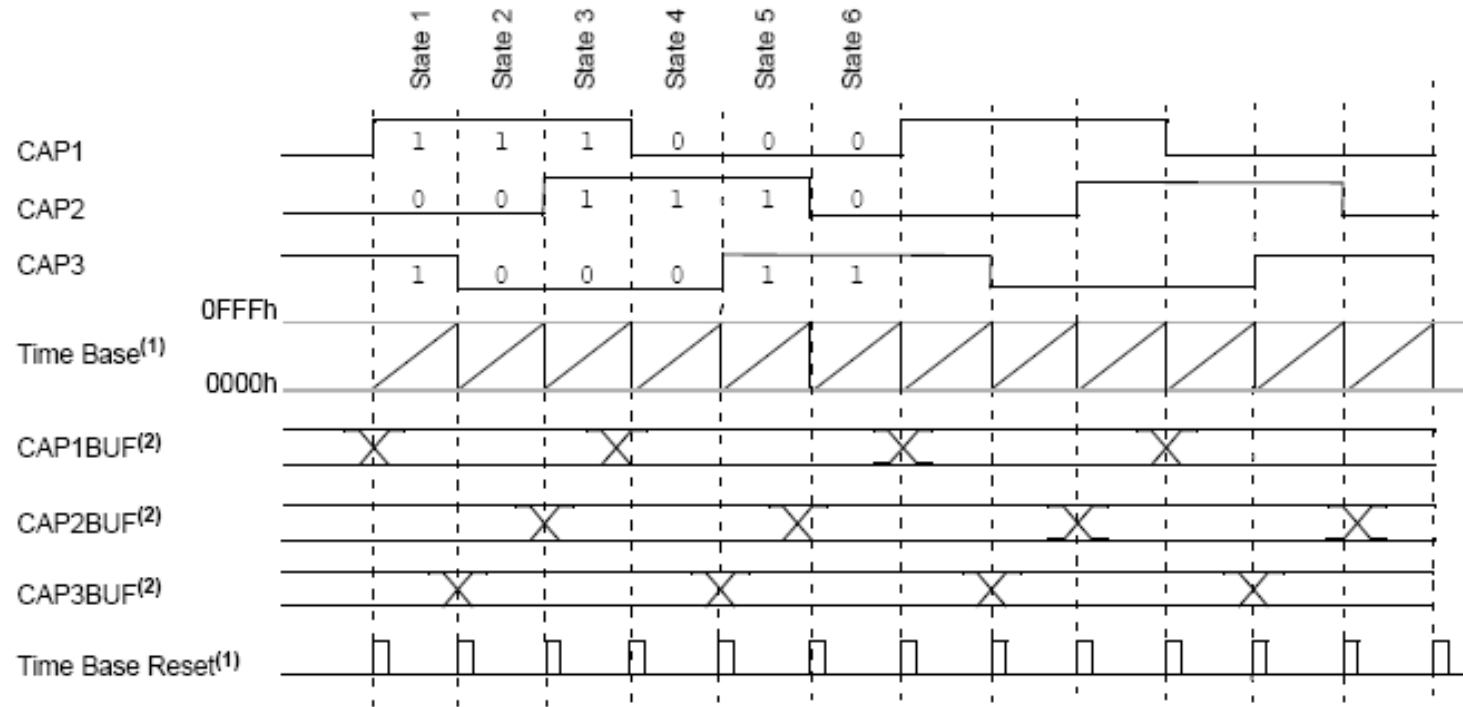 State 1 State 2 State 3 State 4 State 5 State 6
CAP1 1 1 1 0 0 0
CAP2 0 0 1 1 1 0
CAP3 1 0 0 0 1 1
0FFFh
Time Base(1)
0000h
CAP1BUF(2)
CAP2BUF(2)
CAP3BUF(2)
Time Base Reset(1)